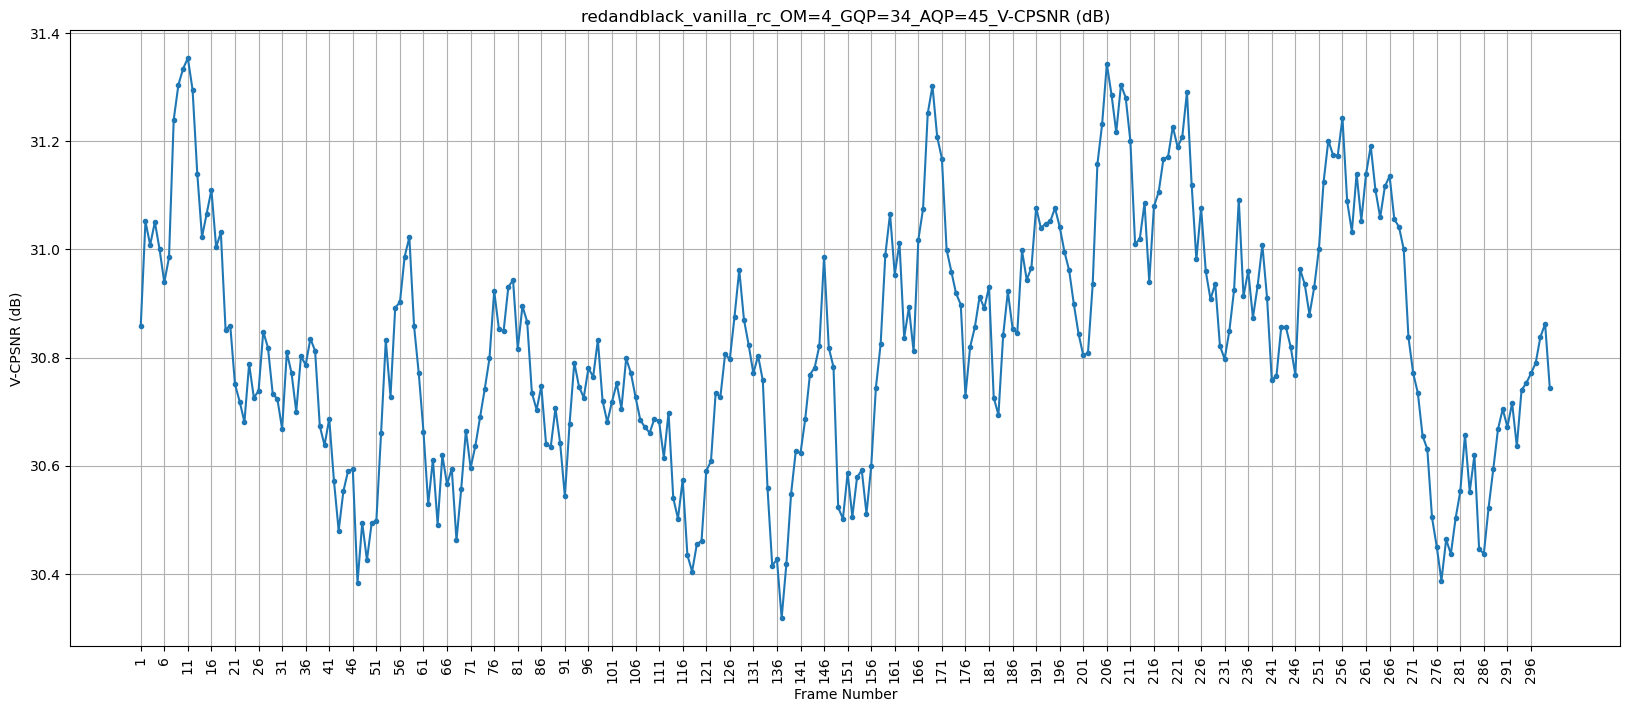 redandblack_vanilla_rc_OM=4_GQP=34_AQP=45_V-CPSNR (dB)
31.4
31.2
31.0
30.8
30.6
30.4
V-CPSNR (dB)
1 6 11 16 21 26 31 36 41 46 51 56 61 66 71 76 81 86 91 96 101 106 111 116 121 126 131 136 141 146 151 156 161 166 171 176 181 186 191 196 201 206 211 216 221 226 231 236 241 246 251 256 261 266 271 276 281 286 291 296
Frame Number